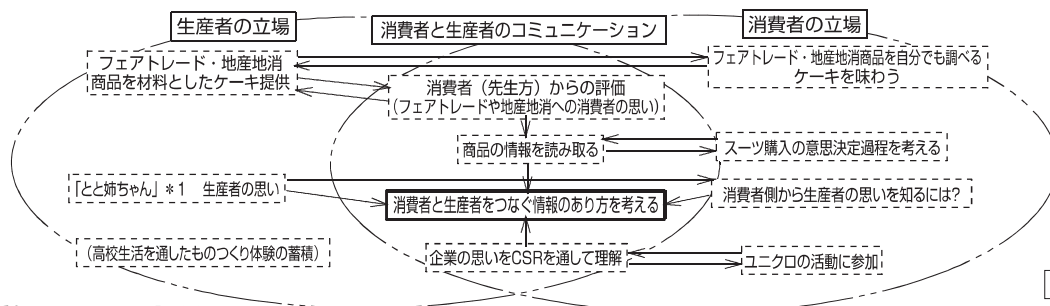 生産者の立場
消費者と生産者のコミュニケーション
消費者の立場
フェアトレード・地産地消
商品を材料としたケーキ提供
フェアトレード・地産地消商品を自分でも調べる
ケーキを味わう
消費者（先生方）からの評価
（フェアトレードや地産地消への消費者の思い）
商品の情報を読み取る
スーツ購入の意思決定過程を考える
「とと姉ちゃん」＊1　生産者の思い
消費者と生産者をつなぐ情報のあり方を考える
消費者側から生産者の思いを知るには？
（高校生活を通したものつくり体験の蓄積）
企業の思いをCSRを通して理解
ユニクロの活動に参加